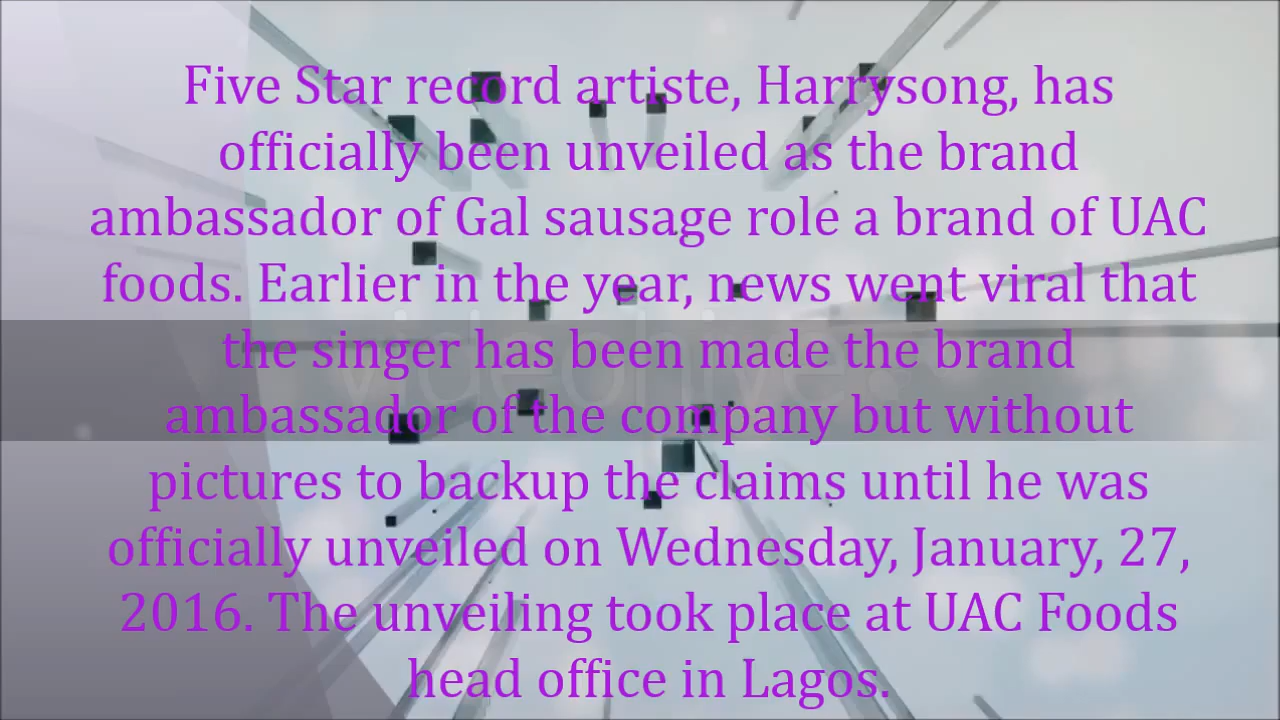 Five Star record artiste, Harrysong, has
officially been unveiled as the brand
ambassador of Gal sausage role a brand of UAC
foods. Earlier in the year, news went viral that
the singer has been made the brand
ambassador of the company but without
pictures to backup the claims until he was
officially unveiled on Wednesday, January, 27,
2016. The unveiling took place at UAC Foods
head office in Lagos.
videohive